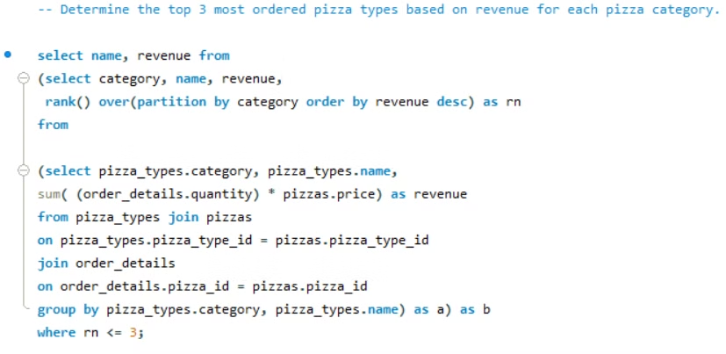 -- Determine the top 3 most ordered pizza types based on revenue for each pizza category.
select name, revenue from
(select category, name, revenue,
rank() over(partition by category order by revenue desc) as rn
from
(select pizza_types.category, pizza_types.name,
sum( (order_details.quantity) * pizzas.price) as revenue
from pizza_types join pizzas
on pizza_types.pizza_type_id = pizzas.pizza_type_id
join order_details
on order_details.pizza_id = pizzas.pizza_id
group by pizza_types.category, pizza_types.name) as a) as b
where rn <= 3;